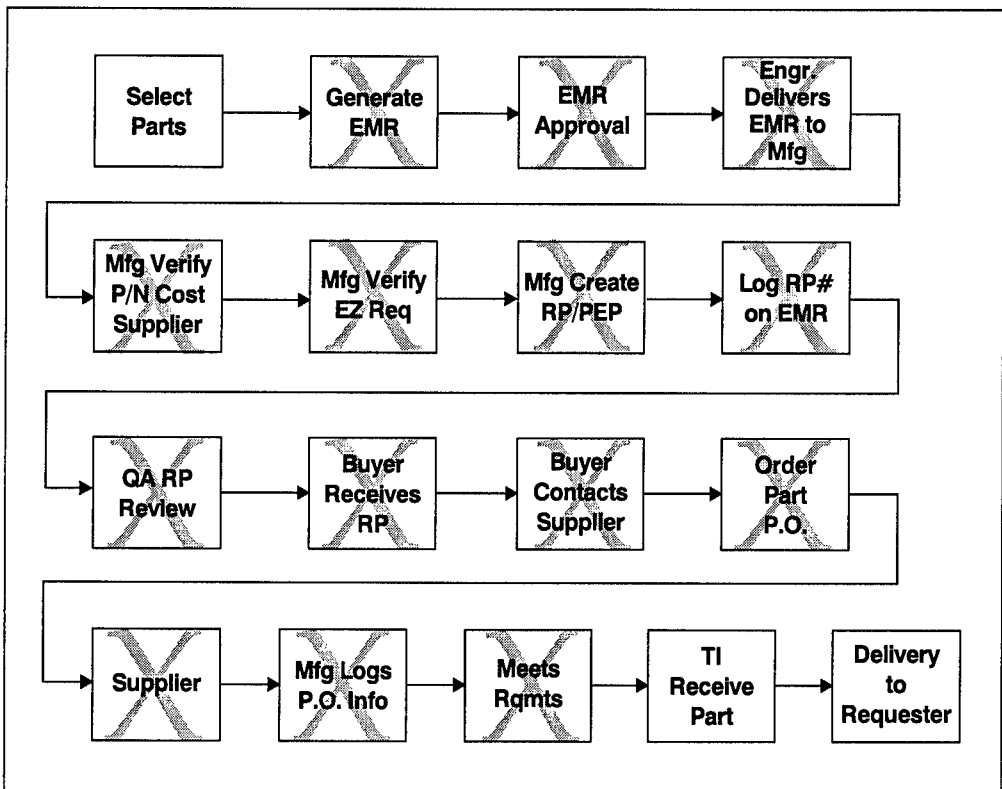 Select
Parts
Generate
EMR
EMR
Approval
Engr.
Delivers
EMR to
Mfg
Mfg Verify
P/N Cost
Supplier
Mfg Verify
EZ Req
Mfg Create
RP/PEP
Log RP#
on EMR
QA RP
Review
Buyer
Receives
RP
Buyer
Contacts
Supplier
Order
Part
P.O.
Supplier
Mfg Logs
P.O. Info
Meets
Rqmts
TI
Receive
Part
Delivery
to
Requester